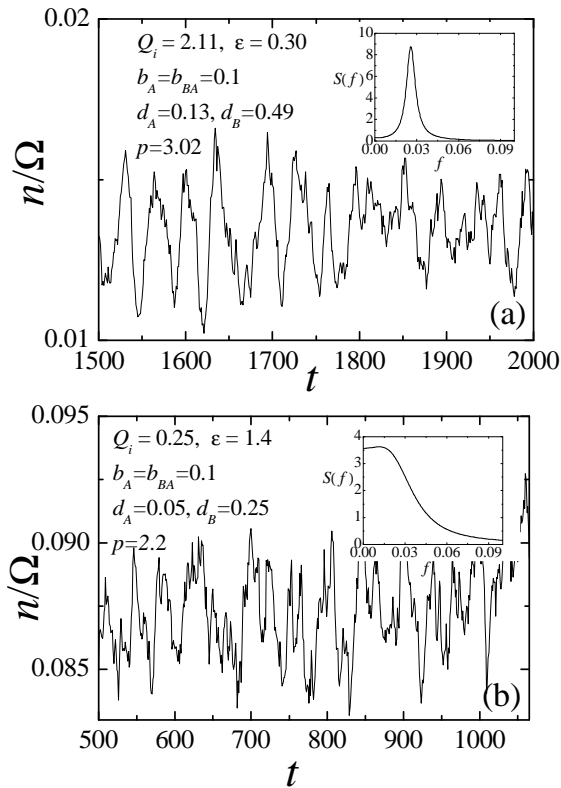 Q_i = 2.11, ε = 0.30
b_A=b_BA=0.1
d_A=0.13, d_B=0.49
p=3.02
10
8
6
4
2
0
S(f)
0.00 0.03 0.06 0.09
f
0.02
0.01
n/Ω
(a)
1500 1600 1700 1800 1900 2000
t
Q_i = 0.25, ε = 1.4
b_A=b_BA=0.1
d_A=0.05, d_B=0.25
p=2.2
4
3
2
1
0
S(f)
0.00 0.03 0.06 0.09
f
0.095
0.090
0.085
n/Ω
(b)
500 600 700 800 900 1000
t